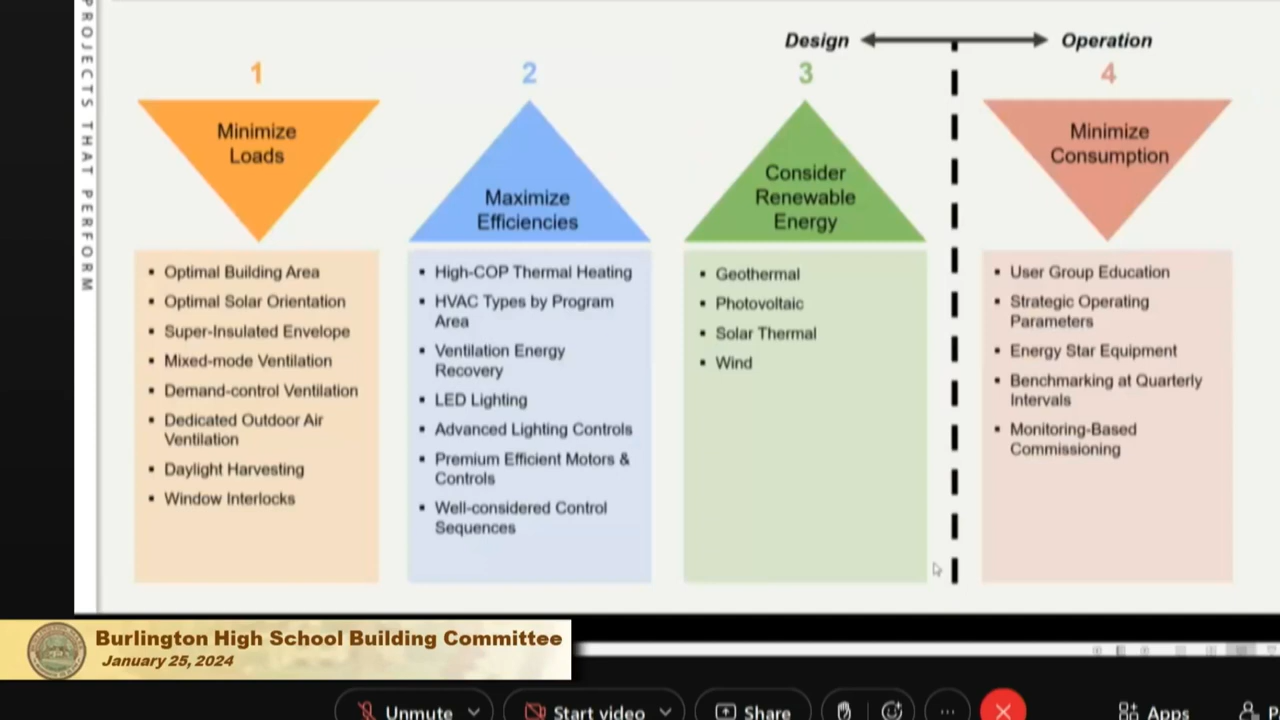 PROJECTS THAT PERFORM
Design
Operation
1
Minimize
Loads
Optimal Building Area
Optimal Solar Orientation
Super-Insulated Envelope
Mixed-mode Ventilation
Demand-control Ventilation
Dedicated Outdoor Air
Ventilation
Daylight Harvesting
Window Interlocks
2
Maximize
Efficiencies
High-COP Thermal Heating
HVAC Types by Program
Area
Ventilation Energy
Recovery
LED Lighting
Advanced Lighting Controls
Premium Efficient Motors &
Controls
Well-considered Control
Sequences
3
Consider
Renewable
Energy
Geothermal
Photovoltaic
Solar Thermal
Wind
4
Minimize
Consumption
User Group Education
Strategic Operating
Parameters
Energy Star Equipment
Benchmarking at Quarterly
Intervals
Monitoring-Based
Commissioning
Burlington High School Building Committee
January 25, 2024
Unmute
Start video
Share
Apps